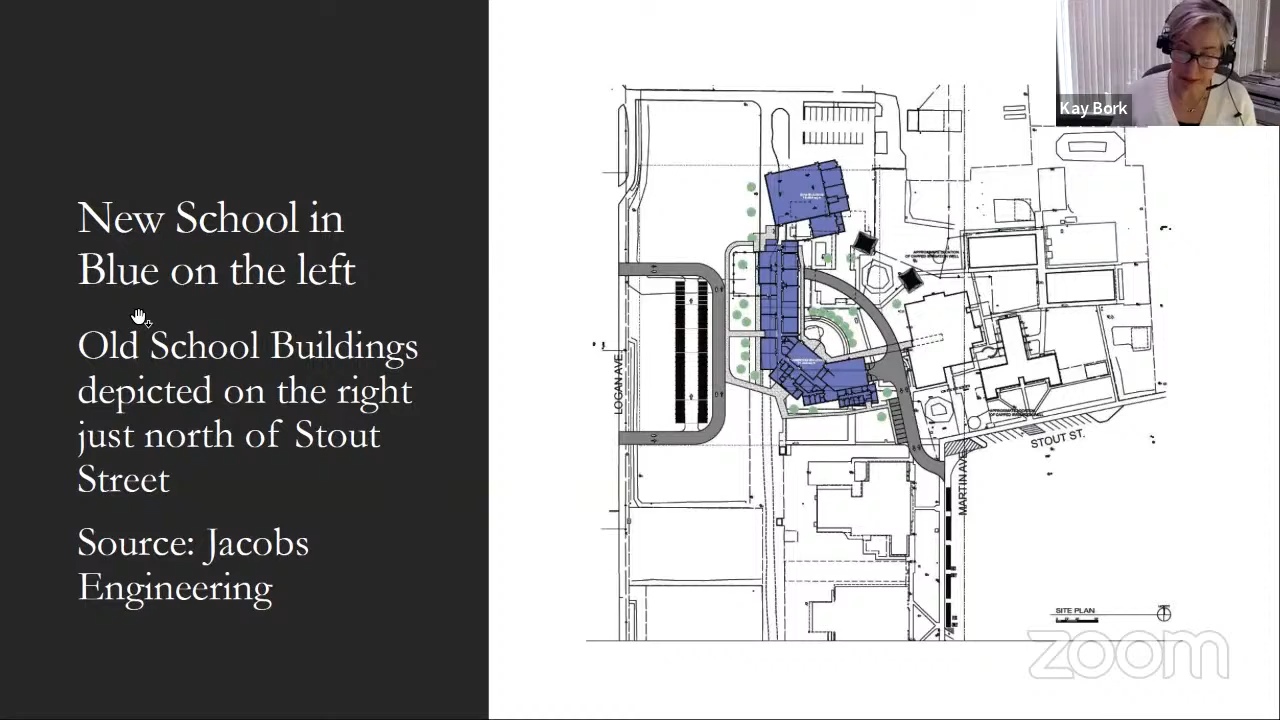 Kay Bork
New School in
Blue on the left
Old School Buildings
depicted on the right
just north of Stout
Street
Source: Jacobs
Engineering
LOGAN AVE.
STOUT ST.
MARTIN AVE.
SITE PLAN
zoom